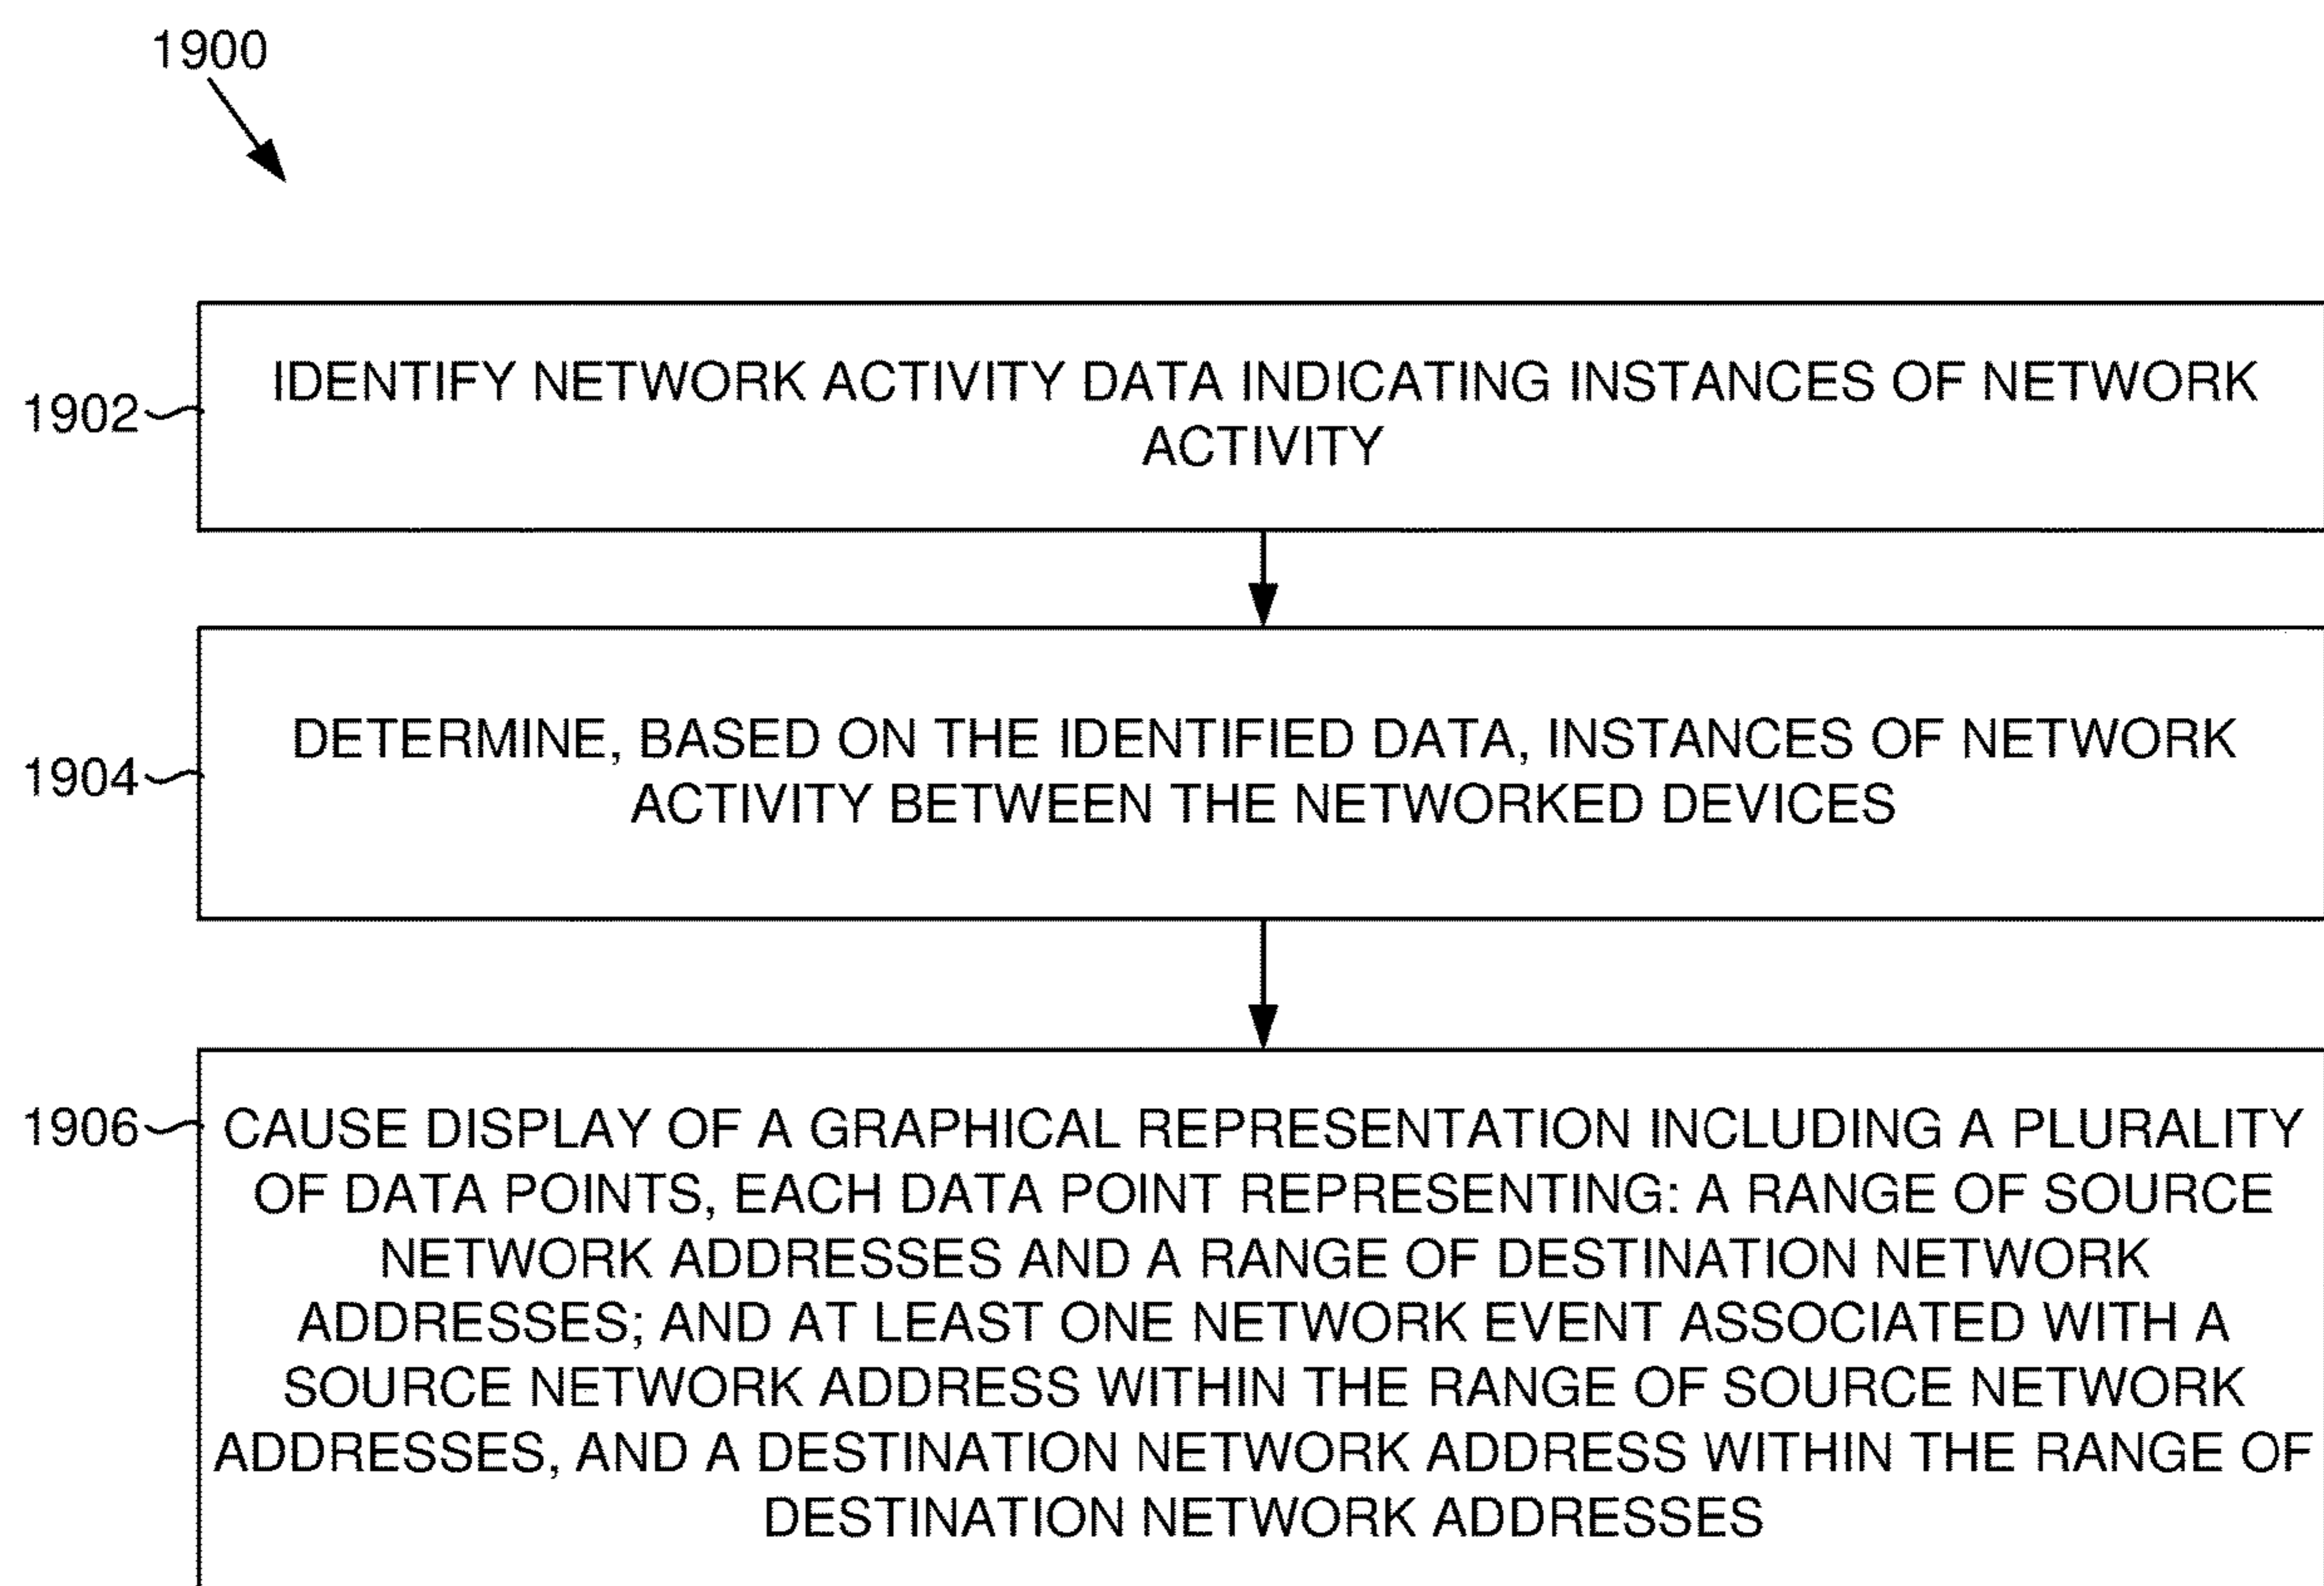 1900
1902
IDENTIFY NETWORK ACTIVITY DATA INDICATING INSTANCES OF NETWORK
ACTIVITY
1904
DETERMINE, BASED ON THE IDENTIFIED DATA, INSTANCES OF NETWORK
ACTIVITY BETWEEN THE NETWORKED DEVICES
1906
CAUSE DISPLAY OF A GRAPHICAL REPRESENTATION INCLUDING A PLURALITY
OF DATA POINTS, EACH DATA POINT REPRESENTING: A RANGE OF SOURCE
NETWORK ADDRESSES AND A RANGE OF DESTINATION NETWORK
ADDRESSES; AND AT LEAST ONE NETWORK EVENT ASSOCIATED WITH A
SOURCE NETWORK ADDRESS WITHIN THE RANGE OF SOURCE NETWORK
ADDRESSES, AND A DESTINATION NETWORK ADDRESS WITHIN THE RANGE OF
DESTINATION NETWORK ADDRESSES